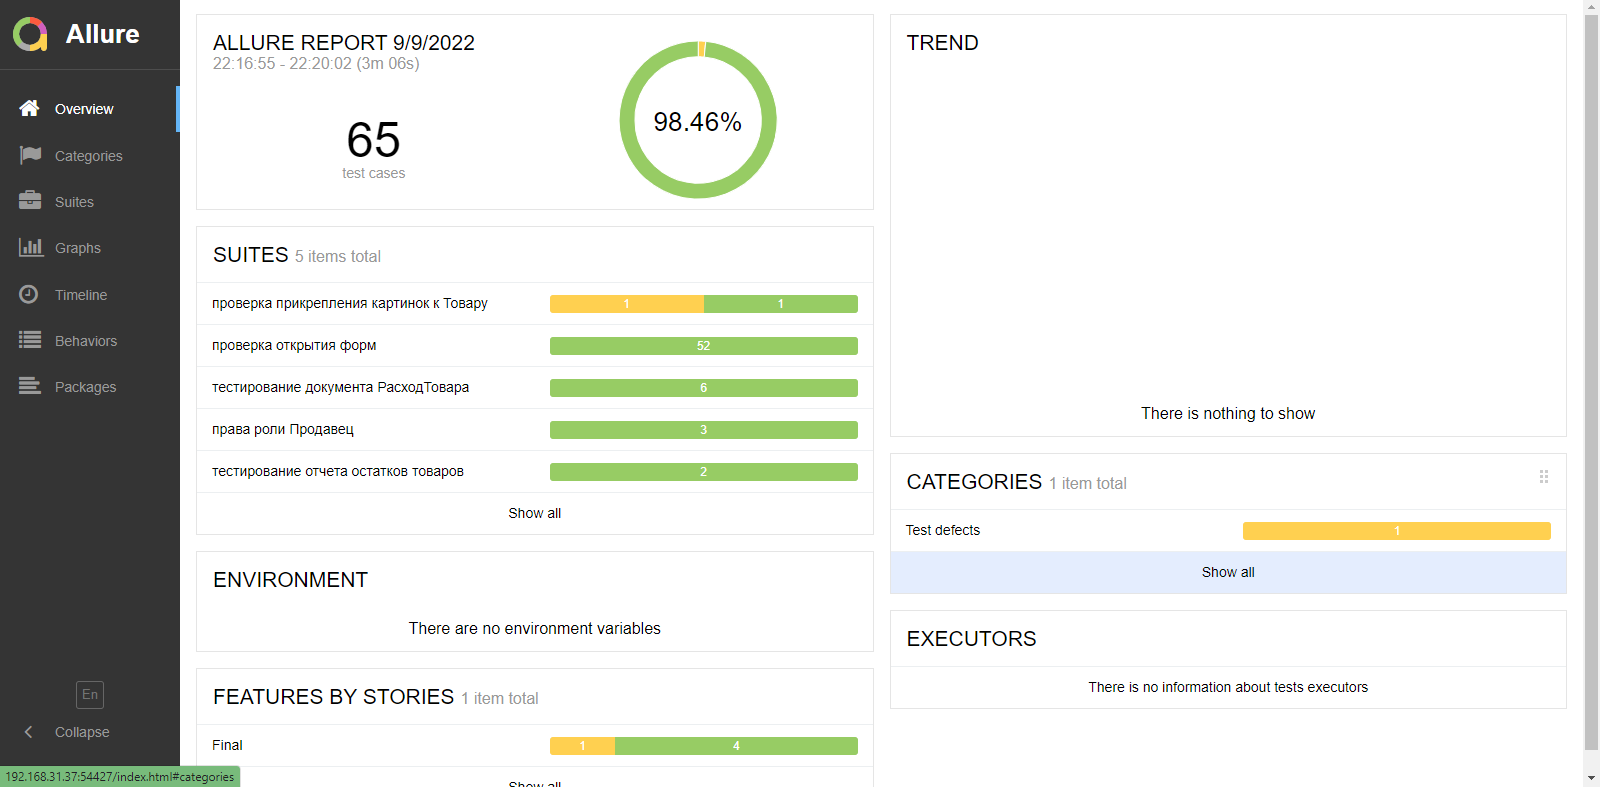 Allure
Overview
Categories
Suites
Graphs
Timeline
Behaviors
Packages
En
Collapse
192.168.31.37:54427/index.html#categories
ALLURE REPORT 9/9/2022
22:16:55 - 22:20:02 (3m 06s)
65
test cases
98.46%
SUITES 5 items total
проверка прикрепления картинок к Товару 1 1
проверка открытия форм 52
тестирование документа РасходТовара 6
права роли Продавец 3
тестирование отчета остатков товаров 2
Show all
ENVIRONMENT
There are no environment variables
FEATURES BY STORIES 1 item total
Final 1 4
Show all
TREND
There is nothing to show
CATEGORIES 1 item total
Test defects 1
Show all
EXECUTORS
There is no information about tests executors